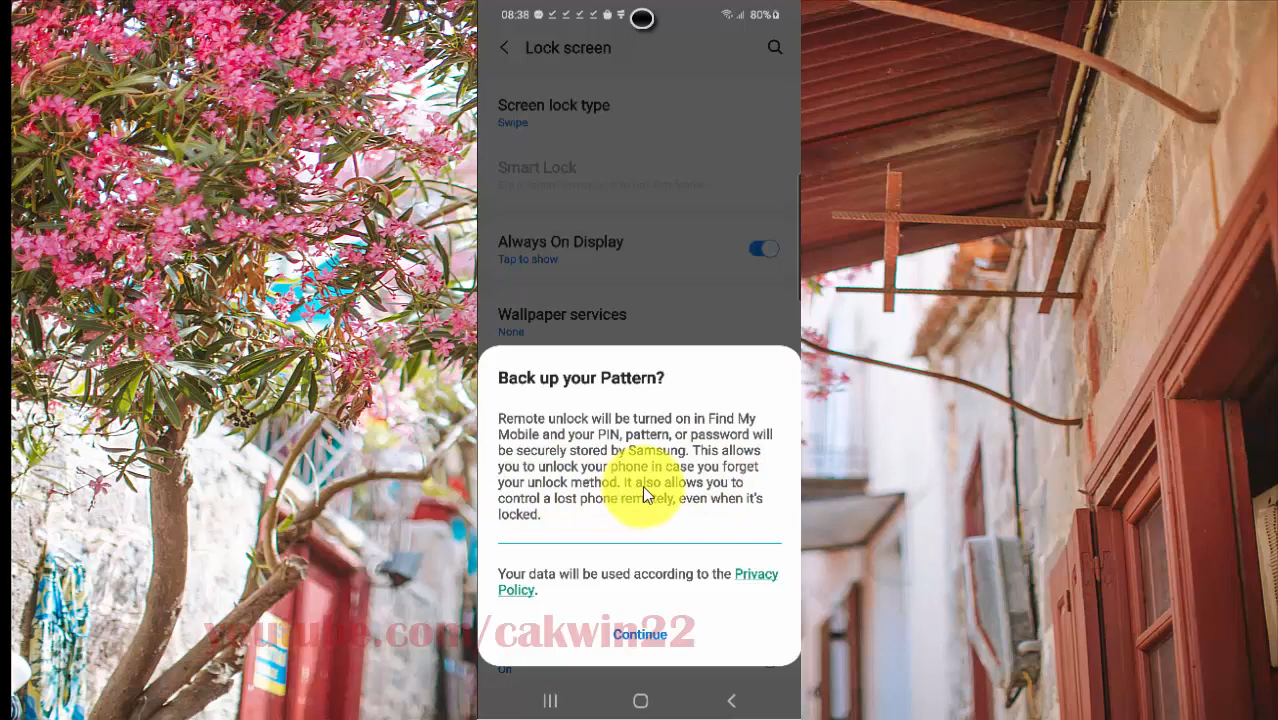 08:38
80%
Lock screen
Screen lock type
Swipe
Smart Lock
Always On Display
Tap to show
Wallpaper services
None
Back up your Pattern?
Remote unlock will be turned on in Find My
Mobile and your PIN, pattern, or password will
be securely stored by Samsung. This allows
you to unlock your phone in case you forget
your unlock method. It also allows you to
control a lost phone remotely, even when it's
locked.
Your data will be used according to the Privacy
Policy.
youtube.com/cakwin22
Continue
On